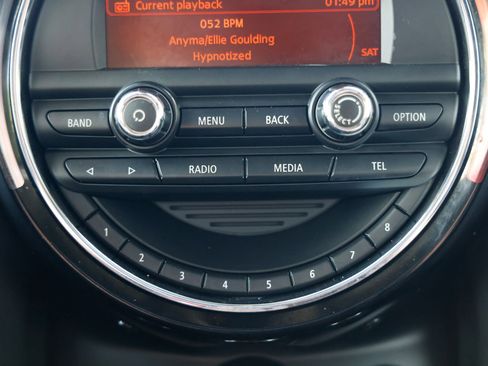 Current playback 01:49 pm
052 BPM
Anyma/Ellie Goulding
SAT
Hypnotized
BAND MENU BACK OPTION
SELECT
RADIO MEDIA TEL
1 2 3 4 5 6 7 8